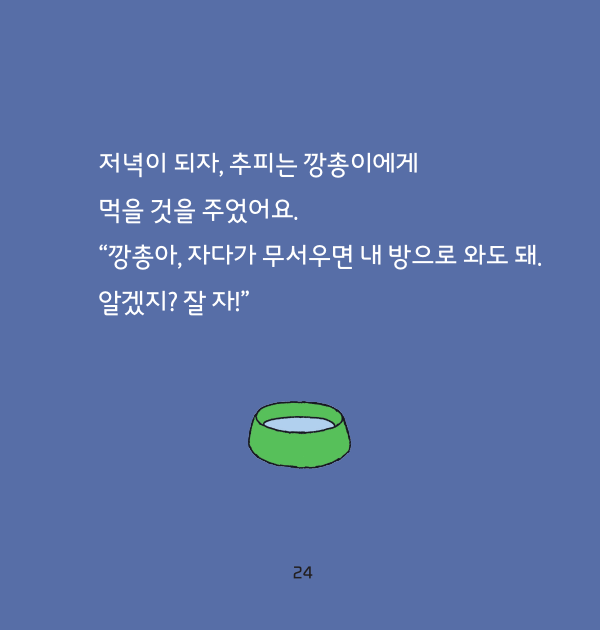 저녁이 되자, 추피는 깡총이에게
먹을 것을 주었어요.
“깡총아, 자다가 무서우면 내 방으로 와도 돼.
알겠지? 잘 자!”
24